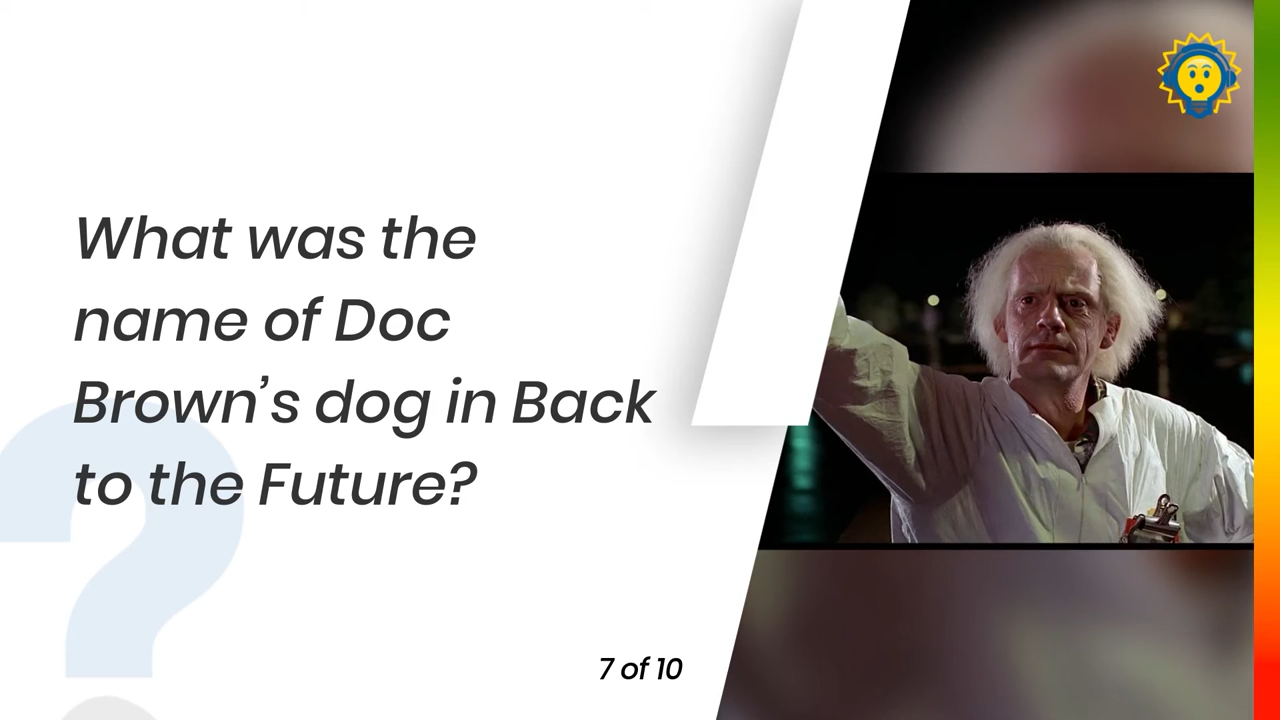 What was the
name of Doc
Brown’s dog in Back
to the Future?
7 of 10